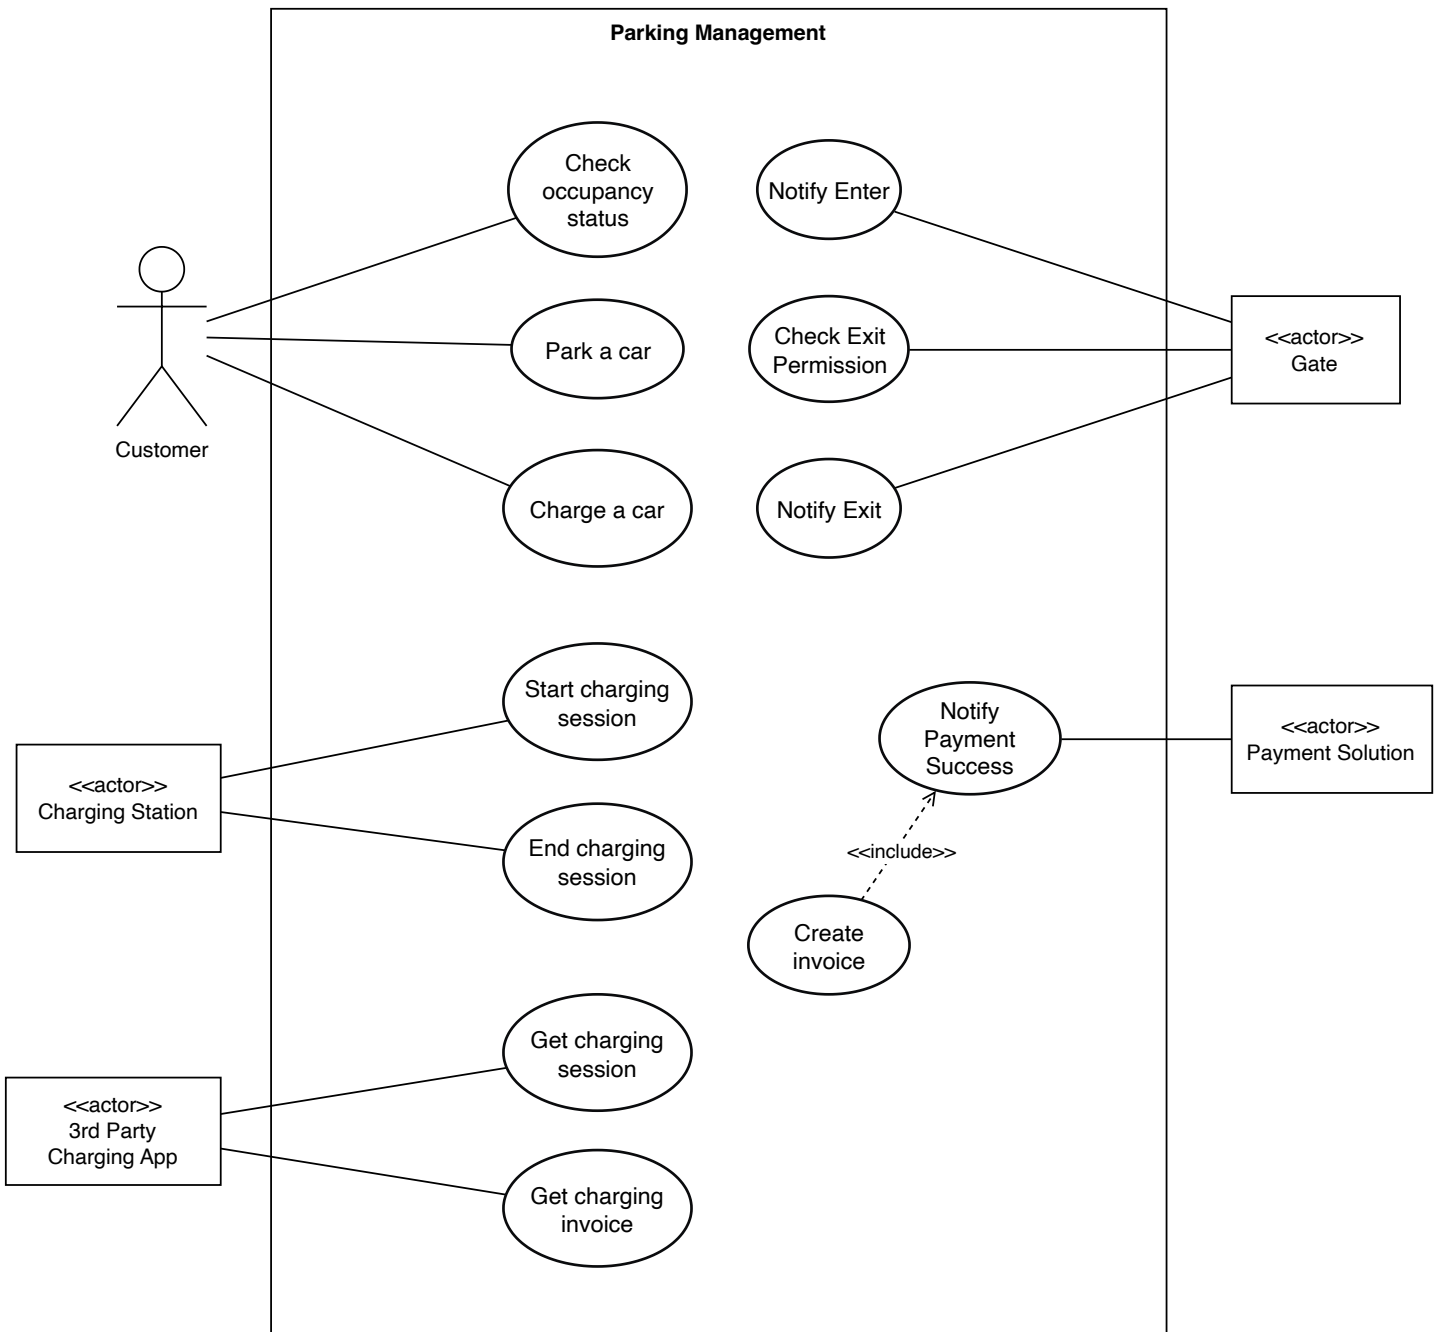 Parking Management
Check
occupancy
status
Notify Enter
Park a car
Check Exit
Permission
<<actor>>
Gate
Customer
Charge a car
Notify Exit
Start charging
session
Notify
Payment
Success
<<actor>>
Payment Solution
<<actor>>
Charging Station
End charging
session
<<include>>
Create
invoice
Get charging
session
<<actor>>
3rd Party
Charging App
Get charging
invoice